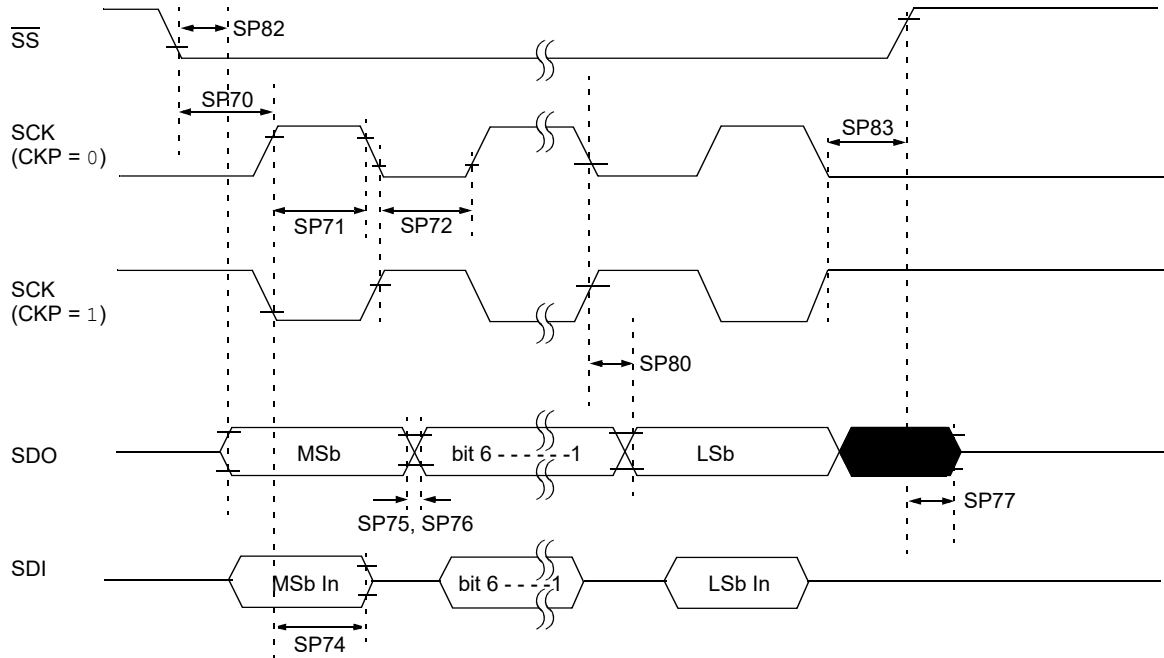 SS
SP82
SP70
SCK
(CKP = 0)
SP83
SP71
SP72
SCK
(CKP = 1)
SP80
SDO
MSb
bit 6 - - - - - -1
LSb
SP75, SP76
SP77
SDI
MSb In
bit 6 - - - -1
LSb In
SP74